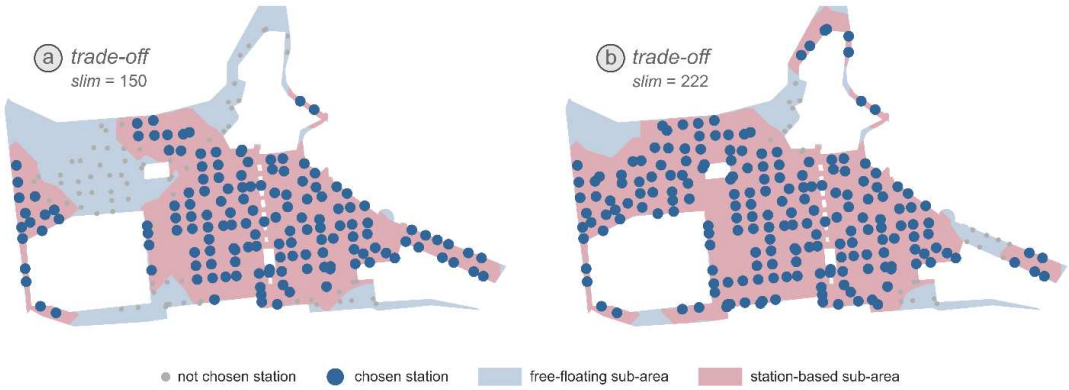 a trade-off
slim = 150
b trade-off
slim = 222
not chosen station chosen station free-floating sub-area station-based sub-area